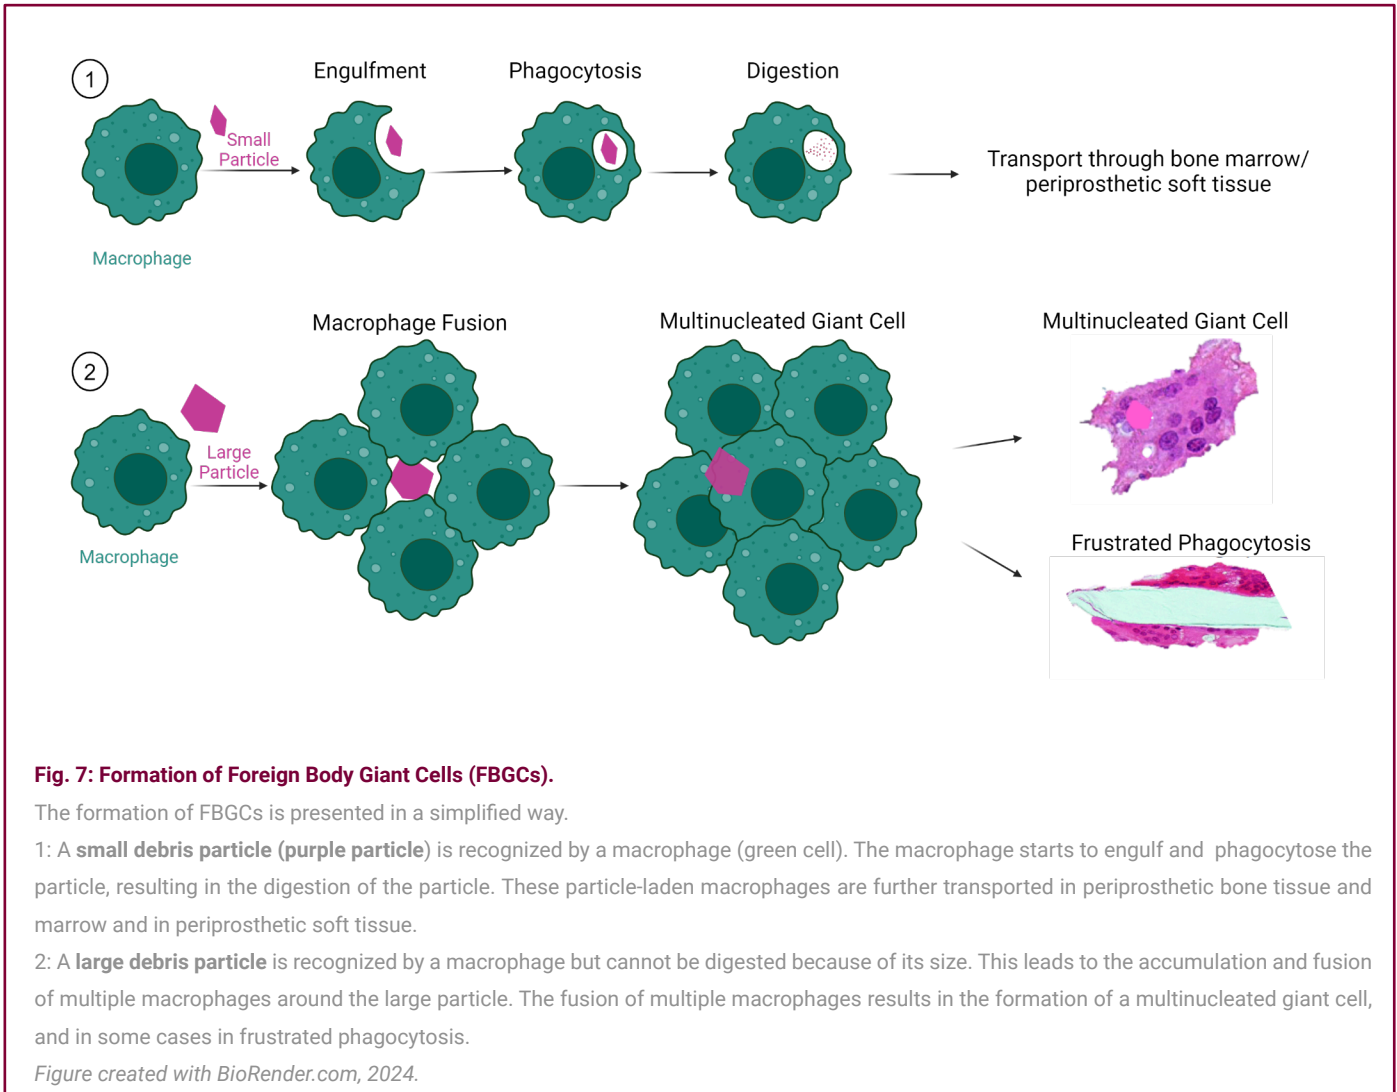 1
Engulfment
Phagocytosis
Digestion
Small
Particle
Transport through bone marrow/
periprosthetic soft tissue
Macrophage
2
Macrophage Fusion
Multinucleated Giant Cell
Multinucleated Giant Cell
Large
Particle
Macrophage
Frustrated Phagocytosis
Fig. 7: Formation of Foreign Body Giant Cells (FBGCs).
The formation of FBGCs is presented in a simplified way.
1: A small debris particle (purple particle) is recognized by a macrophage (green cell). The macrophage starts to engulf and phagocytose the
particle, resulting in the digestion of the particle. These particle-laden macrophages are further transported in periprosthetic bone tissue and
marrow and in periprosthetic soft tissue.
2: A large debris particle is recognized by a macrophage but cannot be digested because of its size. This leads to the accumulation and fusion
of multiple macrophages around the large particle. The fusion of multiple macrophages results in the formation of a multinucleated giant cell,
and in some cases in frustrated phagocytosis.
Figure created with BioRender.com, 2024.